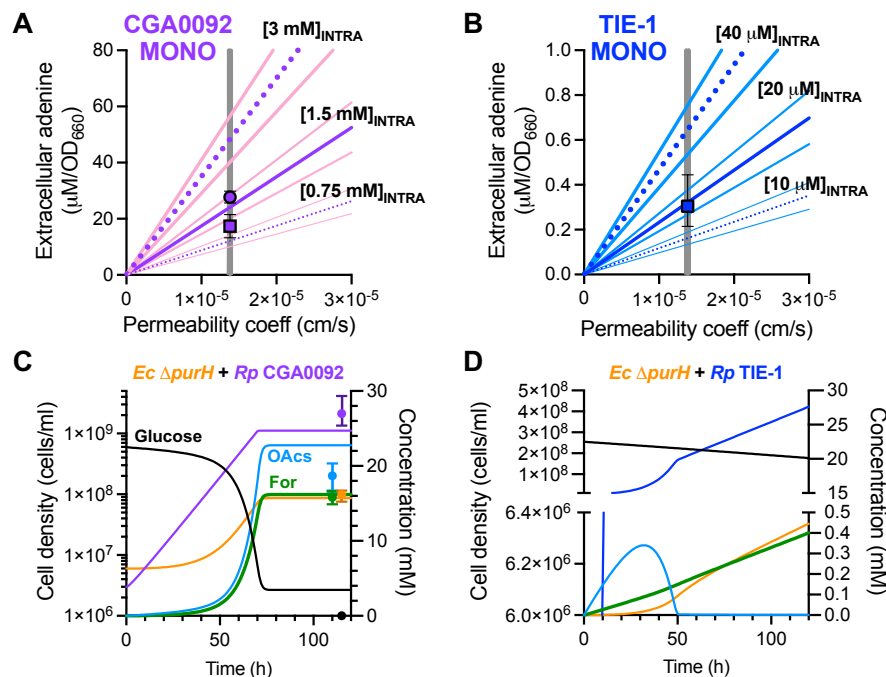 A
CGA0092
MONO
[3 mM]INTRA
[1.5 mM]INTRA
[0.75 mM]INTRA
Extracellular adenine
(μM/OD660)
80
60
40
20
0
0
1×10-5
2×10-5
3×10-5
Permeability coeff (cm/s)
B
TIE-1
MONO
[40 μM]INTRA
[20 μM]INTRA
[10 μM]INTRA
Extracellular adenine
(μM/OD660)
1.0
0.8
0.6
0.4
0.2
0.0
0
1×10-5
2×10-5
3×10-5
Permeability coeff (cm/s)
C
Ec ΔpurH + Rp CGA0092
Glucose
OAcs
For
Cell density (cells/ml)
1×109
1×108
1×107
1×106
30
20
10
0
Concentration (mM)
0
50
100
Time (h)
D
Ec ΔpurH + Rp TIE-1
Cell density (cells/ml)
5×108
4×108
3×108
2×108
1×108
6.4×106
6.2×106
6.0×106
30
25
20
15
0.5
0.4
0.3
0.2
0.1
0.0
Concentration (mM)
0
50
100
Time (h)